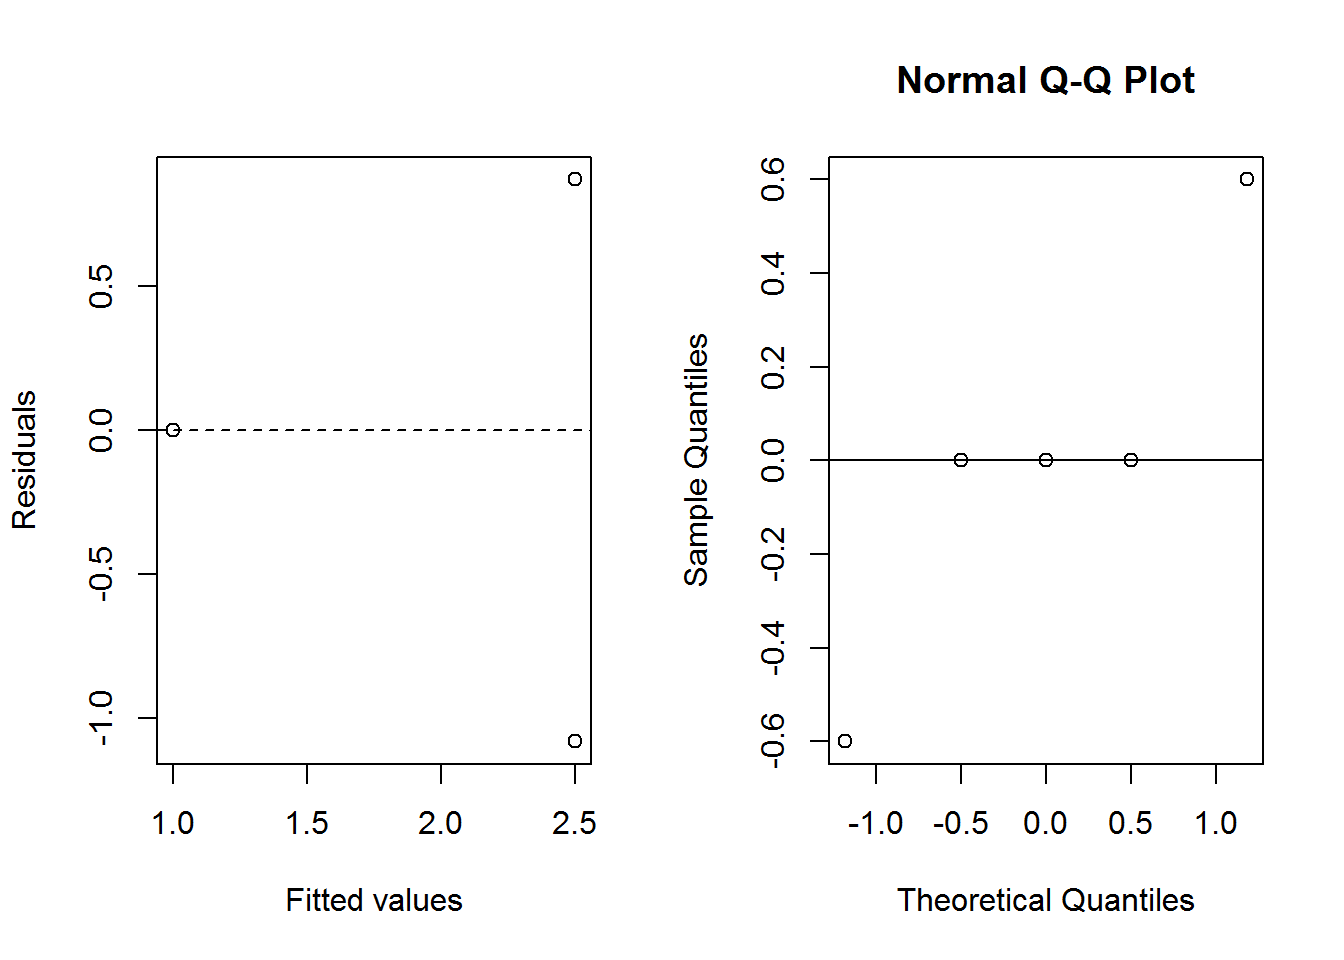 Residuals
0.5
0.0
-0.5
-1.0
1.0 1.5 2.0 2.5
Fitted values
Normal Q-Q Plot
Sample Quantiles
0.6
0.4
0.2
0.0
-0.2
-0.4
-0.6
-1.0 -0.5 0.0 0.5 1.0
Theoretical Quantiles